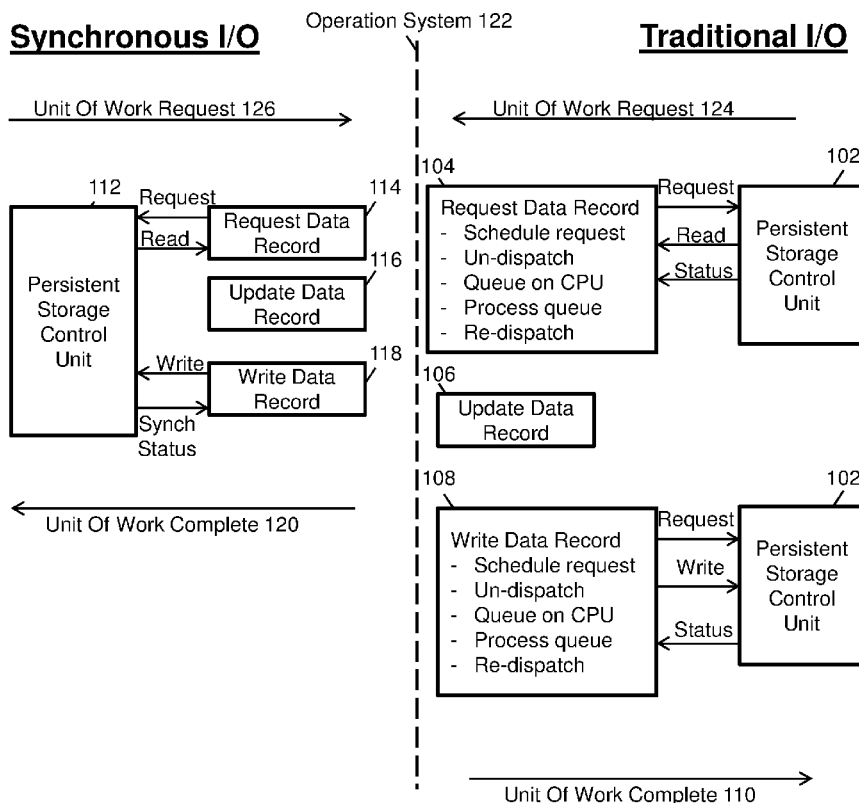 Operation System 122
Synchronous I/O
Traditional I/O
Unit Of Work Request 126
Unit Of Work Request 124
112
Persistent
Storage
Control
Unit
Request
Read
114
Request Data
Record
116
Update Data
Record
Write
Synch
Status
118
Write Data
Record
Unit Of Work Complete 120
104
Request Data Record
- Schedule request
- Un-dispatch
- Queue on CPU
- Process queue
- Re-dispatch
Request
Read
Status
102
Persistent
Storage
Control
Unit
106
Update Data
Record
108
Write Data Record
- Schedule request
- Un-dispatch
- Queue on CPU
- Process queue
- Re-dispatch
Request
Write
Status
102
Persistent
Storage
Control
Unit
Unit Of Work Complete 110